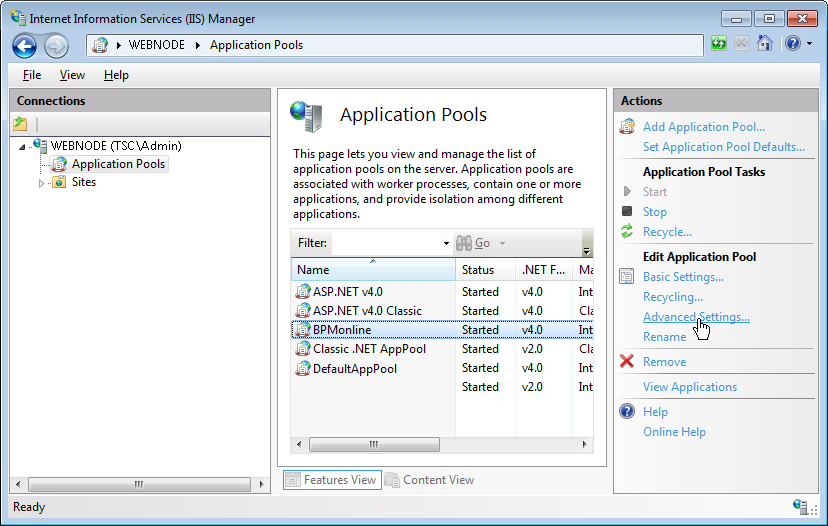 Internet Information Services (IIS) Manager
WEBNODE Application Pools
File View Help
Connections
WEBNODE (TSC\Admin)
Application Pools
Sites
Application Pools
This page lets you view and manage the list of
application pools on the server. Application pools are
associated with worker processes, contain one or more
applications, and provide isolation among different
applications.
Filter: Go
Name Status .NET F... Ma
ASP.NET v4.0 Started v4.0 Int
ASP.NET v4.0 Classic Started v4.0 Cla
BPMonline Started v4.0 Int
Classic .NET AppPool Started v2.0 Cla
DefaultAppPool Started v4.0 Int
Started v2.0 Int
Features View Content View
Actions
Add Application Pool...
Set Application Pool Defaults...
Application Pool Tasks
Start
Stop
Recycle...
Edit Application Pool
Basic Settings...
Recycling...
Advanced Settings...
Rename
Remove
View Applications
Help
Online Help
Ready